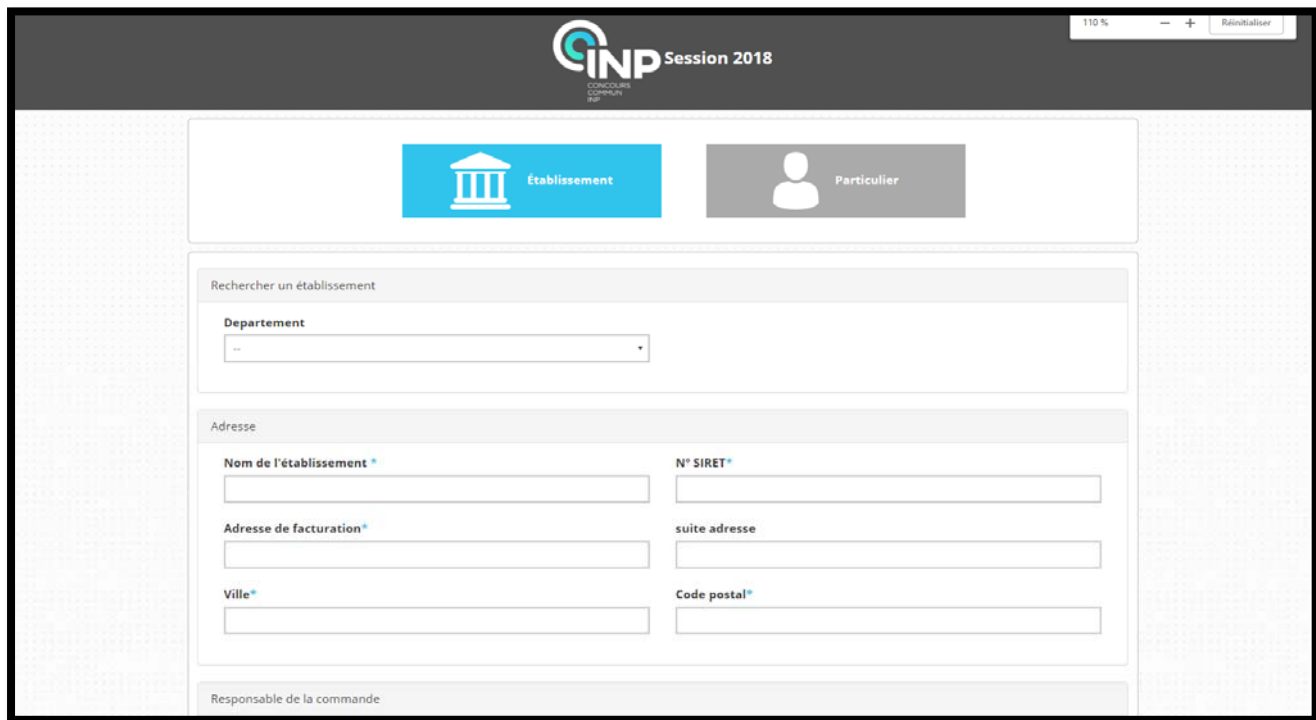 110 % − + Réinitialiser
INP Session 2018
CONCOURS
COMMUN
INP
Établissement Particulier
Rechercher un établissement
Departement
--
Adresse
Nom de l'établissement * N° SIRET*
Adresse de facturation* suite adresse
Ville* Code postal*
Responsable de la commande